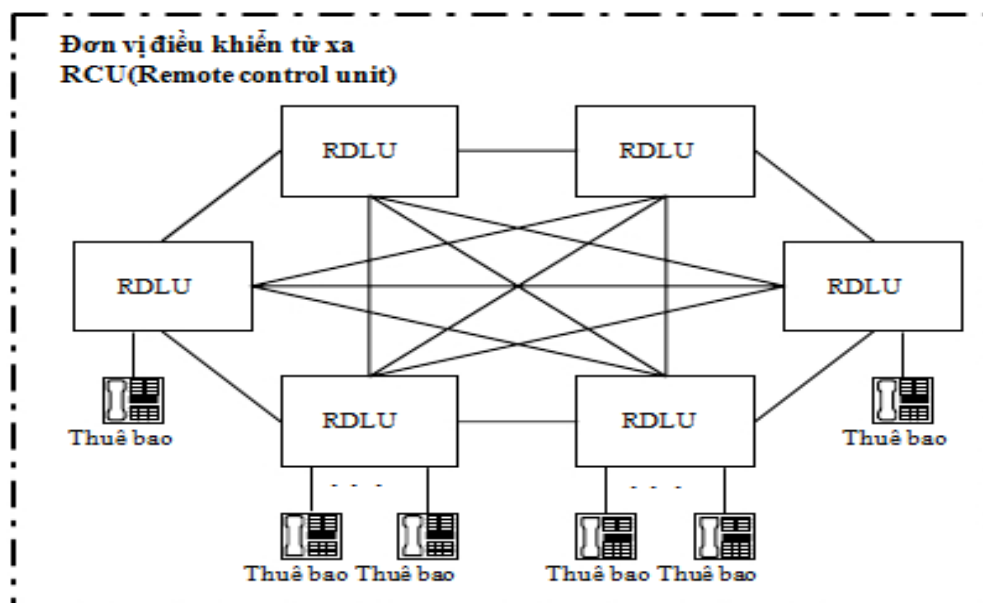 Đơn vị điều khiển từ xa
RCU(Remote control unit)
RDLU RDLU
RDLU RDLU
RDLU RDLU
Thuê bao Thuê bao
. . . . . .
Thuê bao Thuê bao Thuê bao Thuê bao